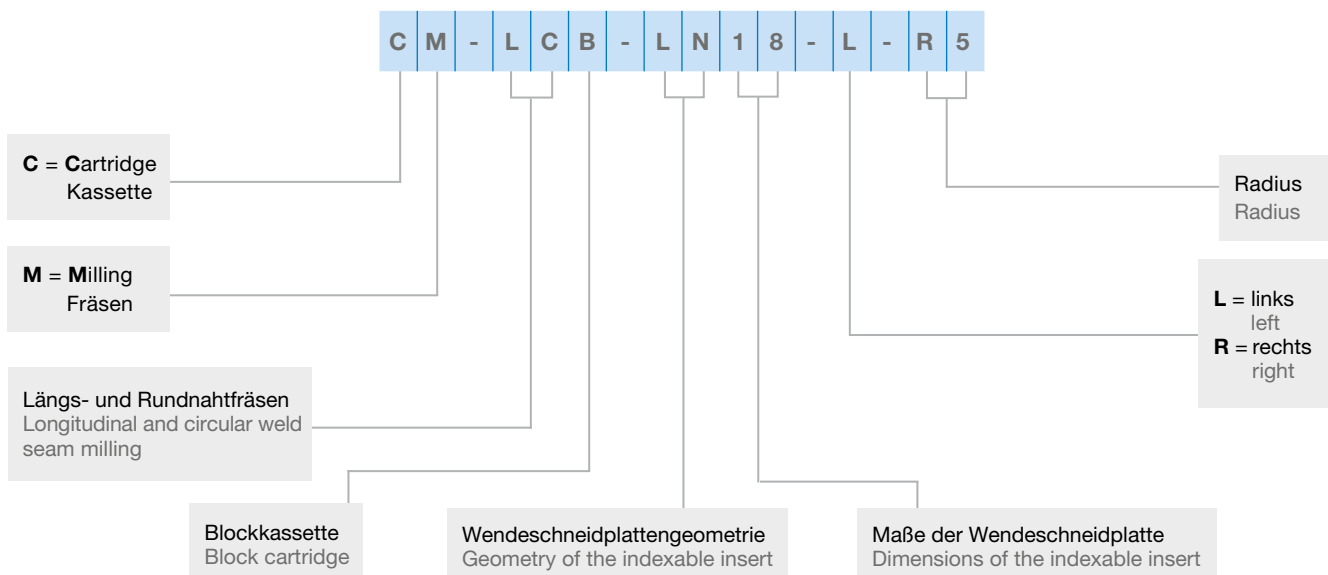 C M - L C B - L N 1 8 - L - R 5
C = Cartridge
Kassette
M = Milling
Fräsen
Längs- und Rundnahtfräsen
Longitudinal and circular weld
seam milling
Blockkassette
Block cartridge
Wendeschneidplattengeometrie
Geometry of the indexable insert
Maße der Wendeschneidplatte
Dimensions of the indexable insert
L = links
left
R = rechts
right
Radius
Radius